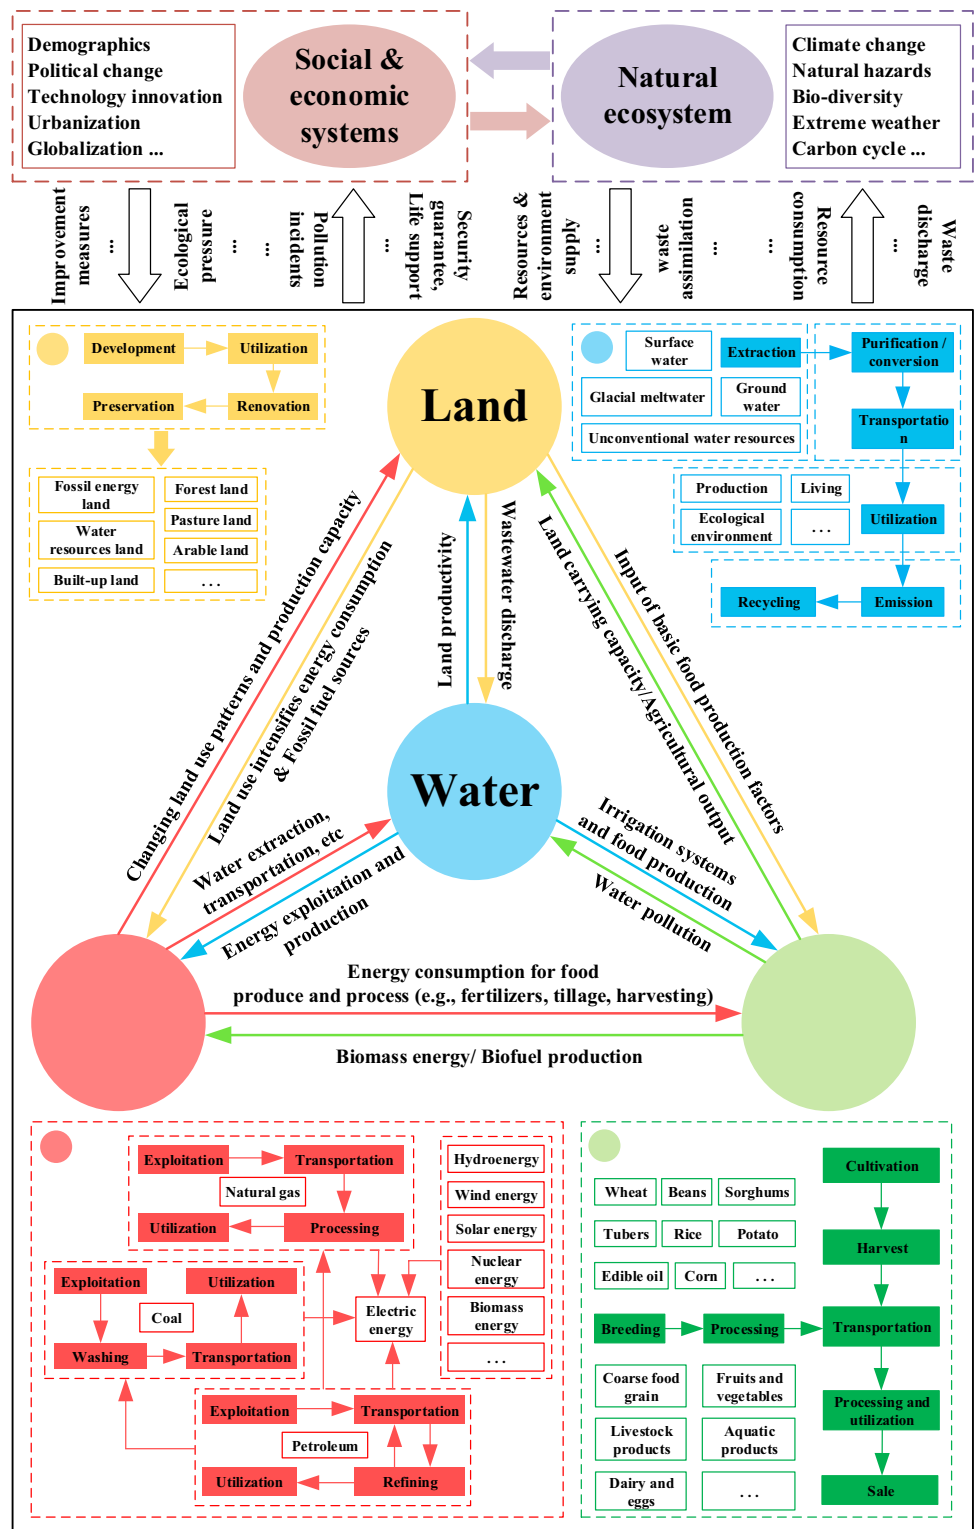 Demographics
Political change
Technology innovation
Urbanization
Globalization ...
Social &
economic
systems
Natural
ecosystem
Climate change
Natural hazards
Bio-diversity
Extreme weather
Carbon cycle ...
Improvement
measures
...
Ecological
pressure
...
...
Pollution
incidents
...
Security
guarantee,
Life support
Resources &
environment
supply
...
waste
assimilation
...
...
Resource
consumption
...
Waste
discharge
Development
Utilization
Preservation
Renovation
Fossil energy
land
Forest land
Water
resources land
Pasture land
Arable land
Built-up land
...
Land
Surface
water
Extraction
Purification /
conversion
Glacial meltwater
Ground
water
Unconventional water resources
Transportatio
n
Production
Living
Ecological
environment
...
Utilization
Recycling
Emission
Changing land use patterns and production capacity
Land use intensifies energy consumption
& Fossil fuel sources
Land productivity
Wastewater discharge
Land carrying capacity/Agricultural output
Input of basic food production factors
Water
Water extraction,
transportation, etc
Energy exploitation and
production
Irrigation systems
and food production
Water pollution
Energy consumption for food
produce and process (e.g., fertilizers, tillage, harvesting)
Biomass energy/ Biofuel production
Exploitation
Transportation
Natural gas
Utilization
Processing
Exploitation
Utilization
Coal
Washing
Transportation
Electric
energy
Hydroenergy
Wind energy
Solar energy
Nuclear
energy
Biomass
energy
...
Exploitation
Transportation
Petroleum
Utilization
Refining
Cultivation
Wheat
Beans
Sorghums
Tubers
Rice
Potato
Harvest
Edible oil
Corn
...
Breeding
Processing
Transportation
Coarse food
grain
Fruits and
vegetables
Processing and
utilization
Livestock
products
Aquatic
products
Dairy and
eggs
...
Sale